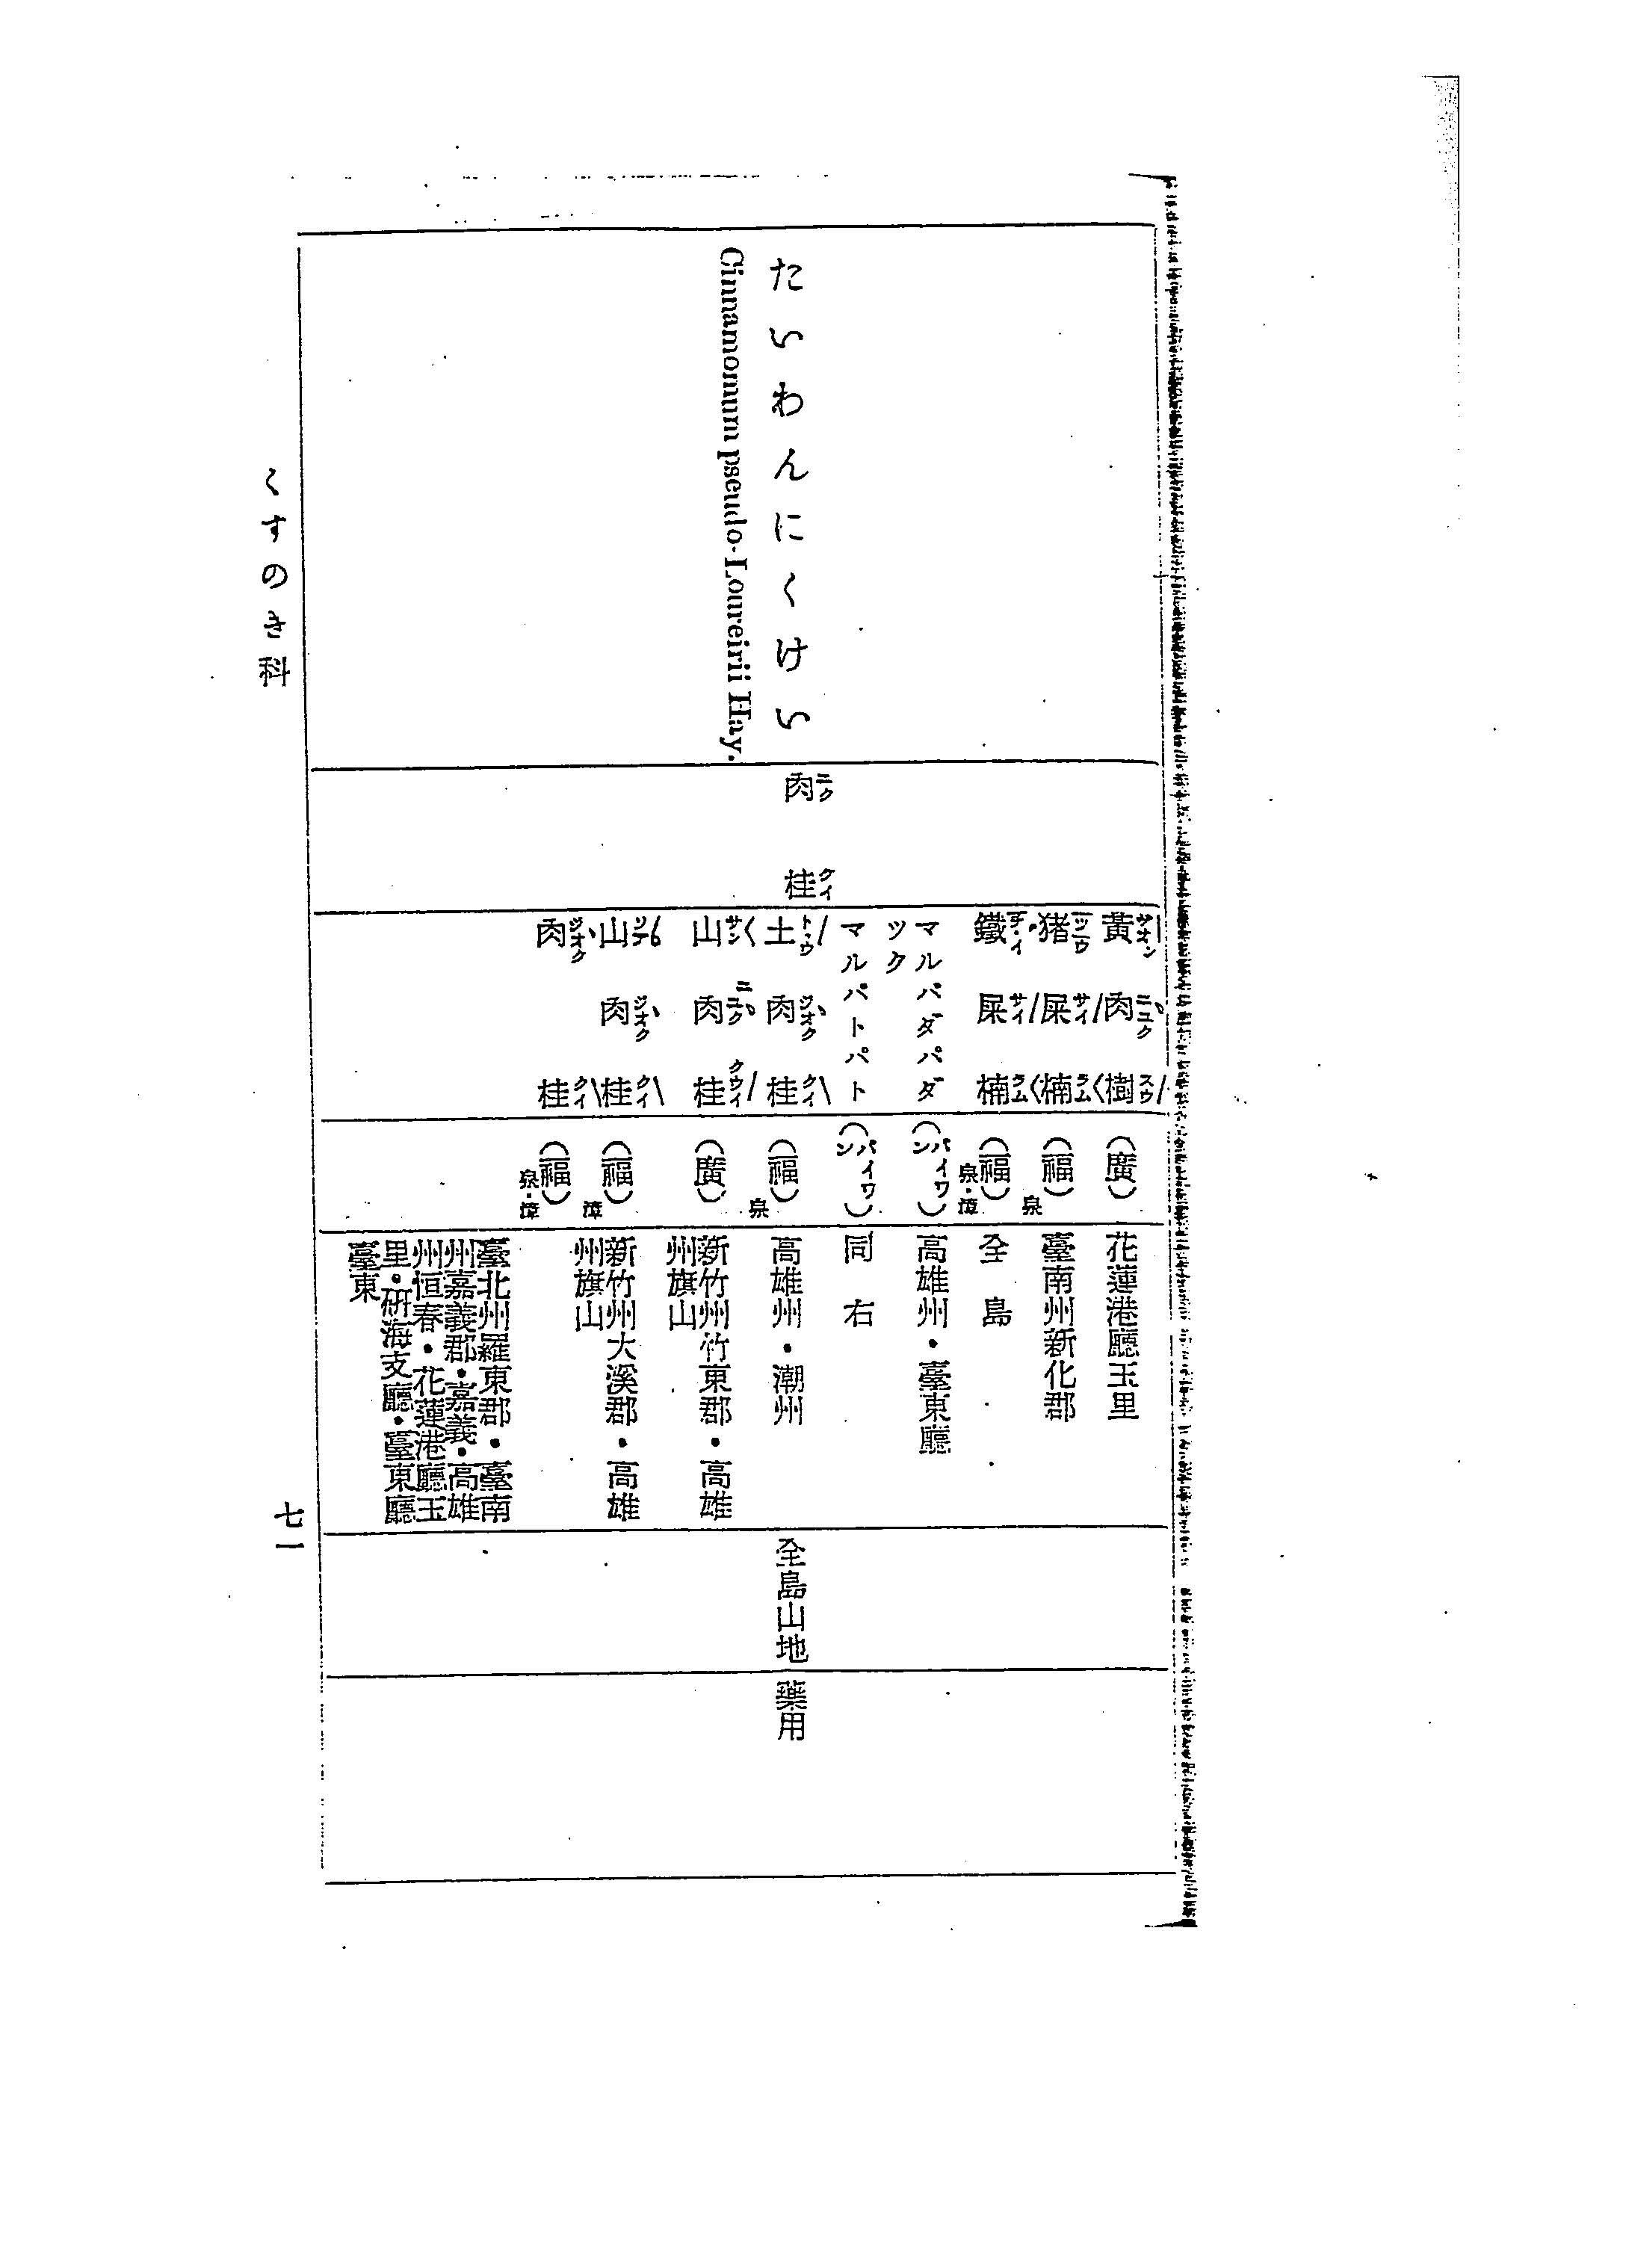 黃肉樹
(廣)
花蓮港廳玉里
猪屎楠
(福)泉
臺南州新化郡
鐵屎楠
(福)泉・漳
全島
マルバダパダ
ツク
(パイワン)
高雄州・臺東廳
マルパトパト
(パイワン)
同右
たいわんにくけい
Cinnamomum pseudo-Loureirii Hay.
肉桂
ニククイ
土肉桂
(福)泉
高雄州・潮州
全島山地
藥用
山肉桂
(廣)
新竹州竹東郡・高雄
州旗山
山肉桂
(福)漳
新竹州大溪郡・高雄
州旗山
肉桂
(福)泉・漳
臺北州羅東郡・臺南
州嘉義郡・嘉義・高雄
州恒春・花蓮港廳玉
里・研海支廳・臺東廳
臺東
くすのき科
七一